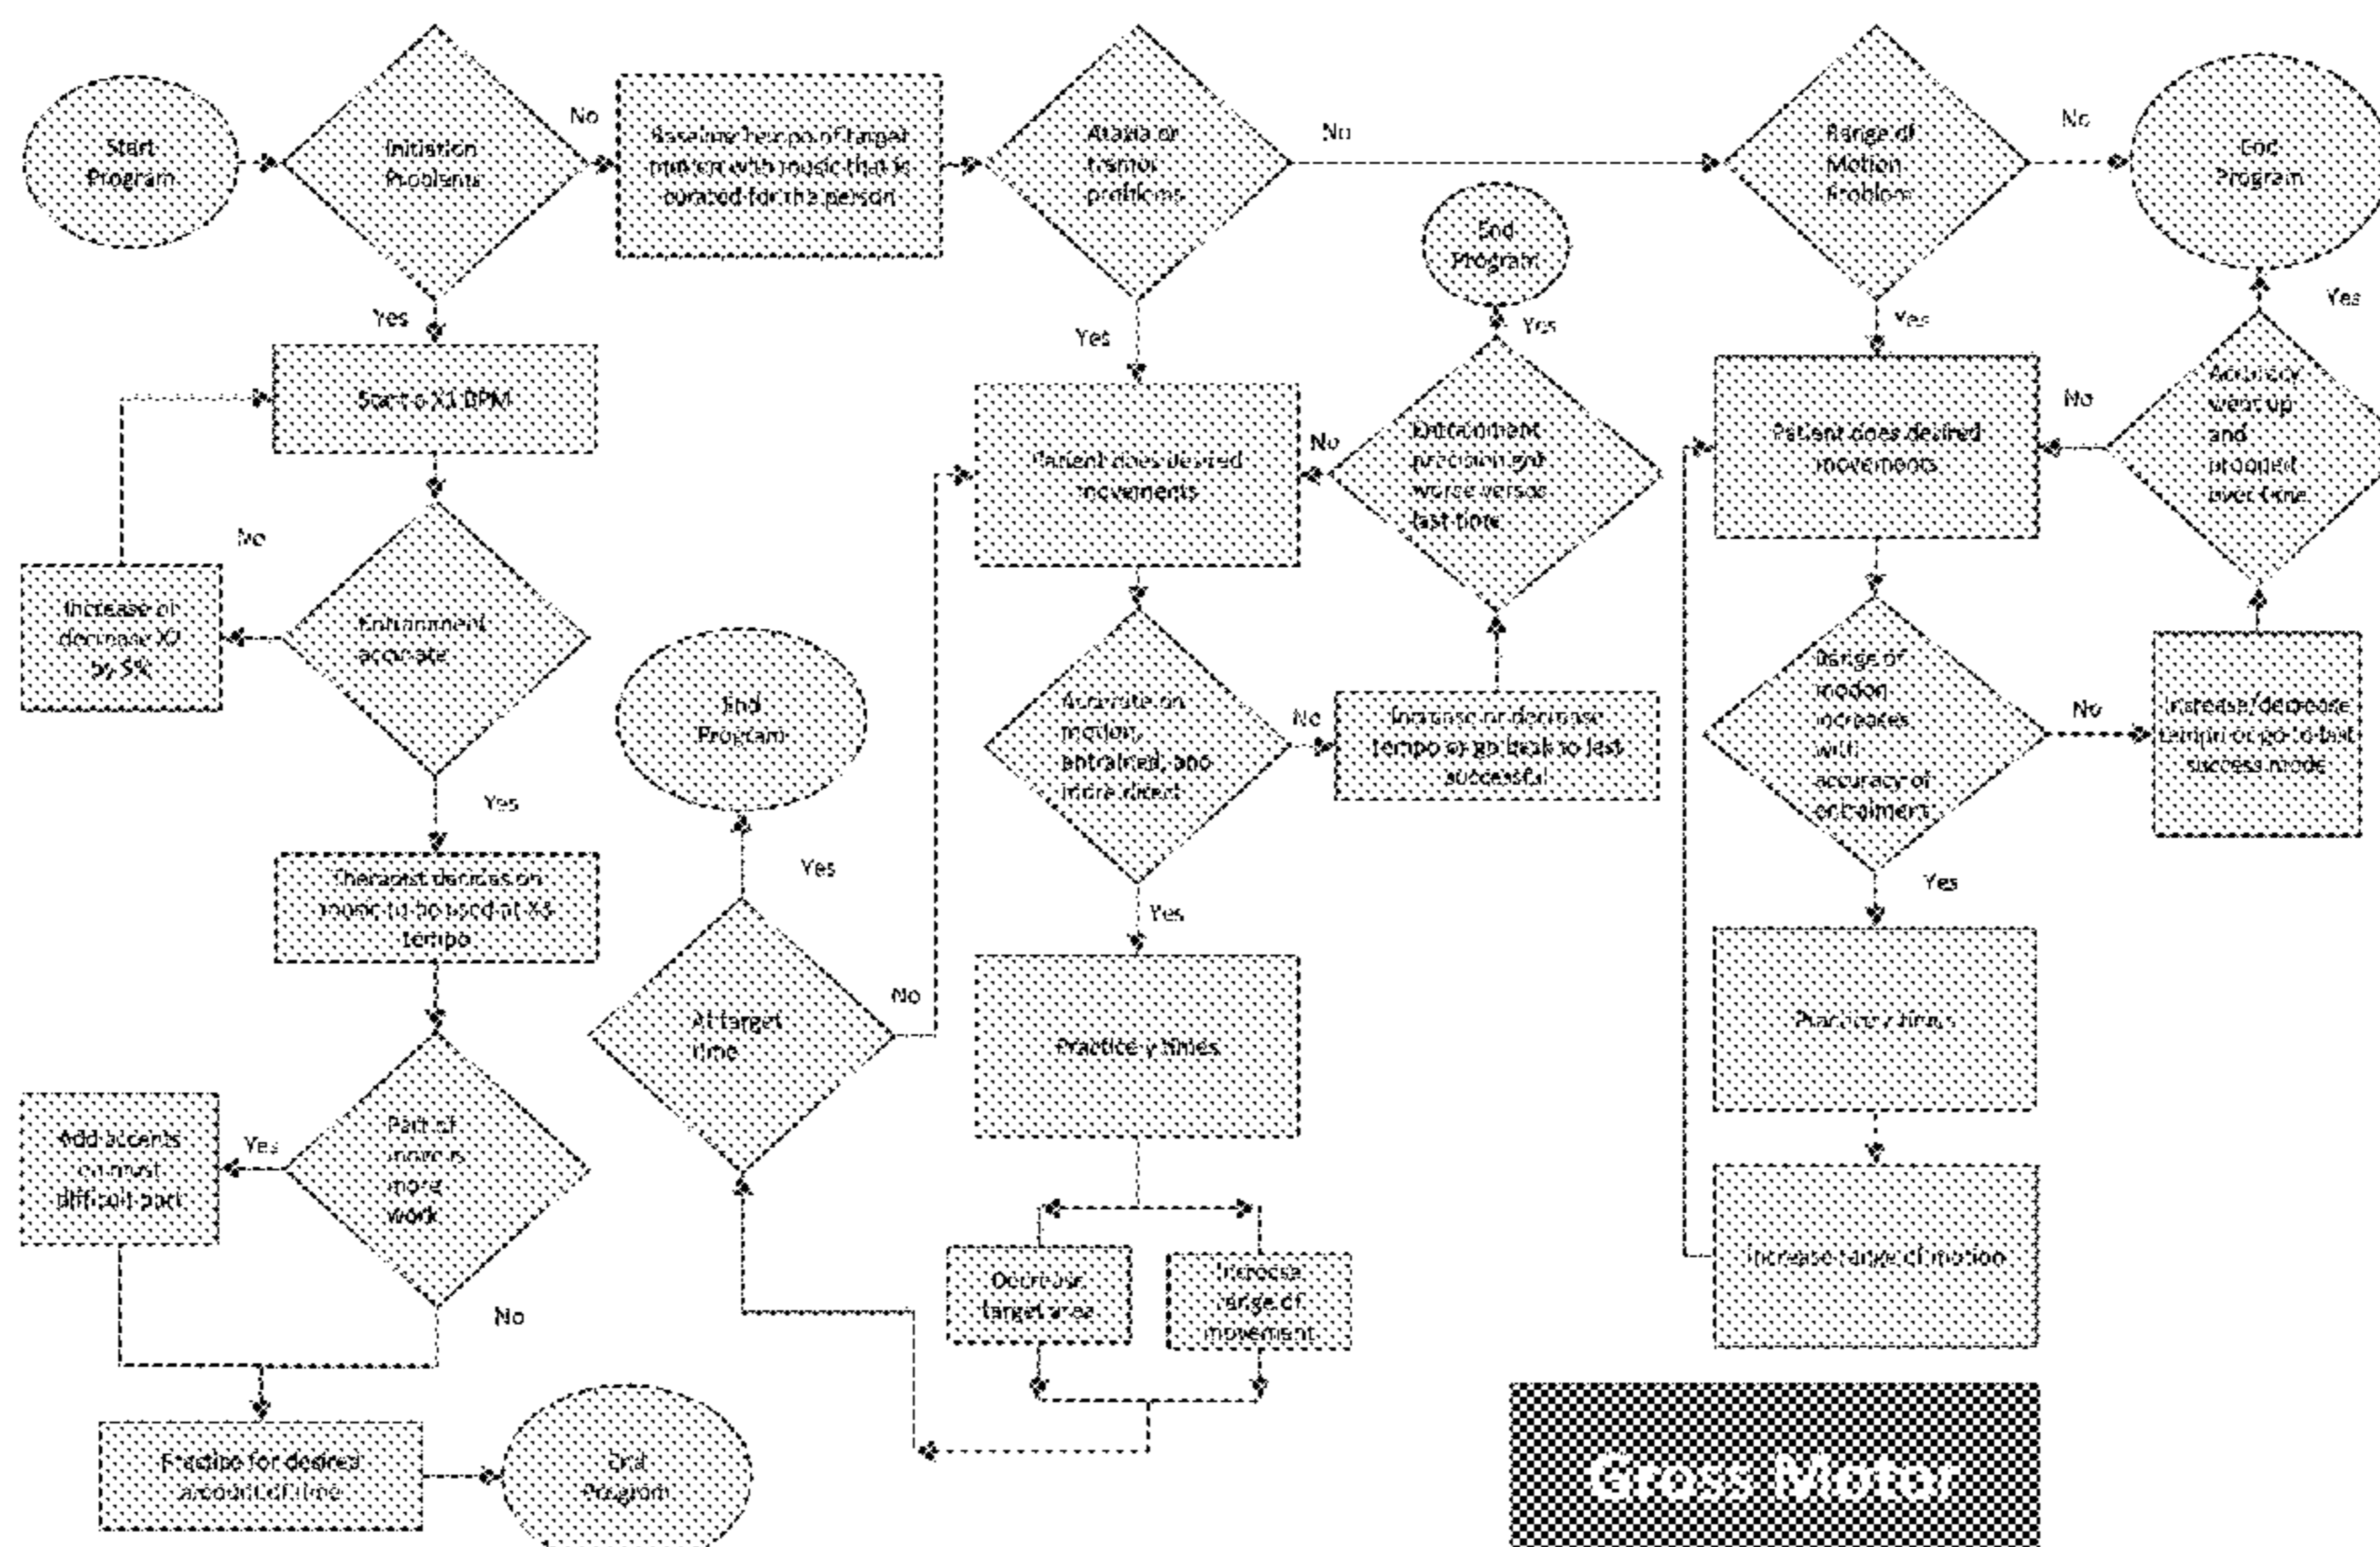 Start
Program
Initiation
Problems
No
Baseline tempo of target
motion with music that is
curated for the person
Ataxia or
tremor
problems
No
Range of
Motion
Problem
No
End
Program
Yes
Start a X1 BPM
No
Increase or
decrease X2
by 5%
Entrainment
accurate
Yes
Therapist decides on
music to be used at X3
tempo
Part of
move is
more
work
Yes
Add accents
on most
difficult part
No
Practice for desired
amount of time
End
Program
Yes
Patient does desired
movements
No
Entrainment
precision got
worse versus
last time
Yes
End
Program
Accurate on
motion,
entrained, and
more direct
No
Increase or decrease
tempo or go back to last
successful
Yes
Practice y times
Decrease
target area
Increase
range of
movement
At target
time
No
Yes
End
Program
Yes
Patient does desired
movements
No
Accuracy
went up
and
over time
Yes
Range of
motion
increases
with
accuracy of
No
Increase/decrease
tempo or go to last
success mode
Yes
Practice y times
Increase range of motion
Gross Motor